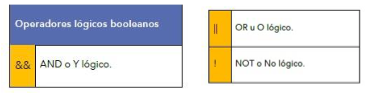 Operadores lógicos booleanos
&& AND o Y lógico.
|| OR u O lógico.
! NOT o No lógico.